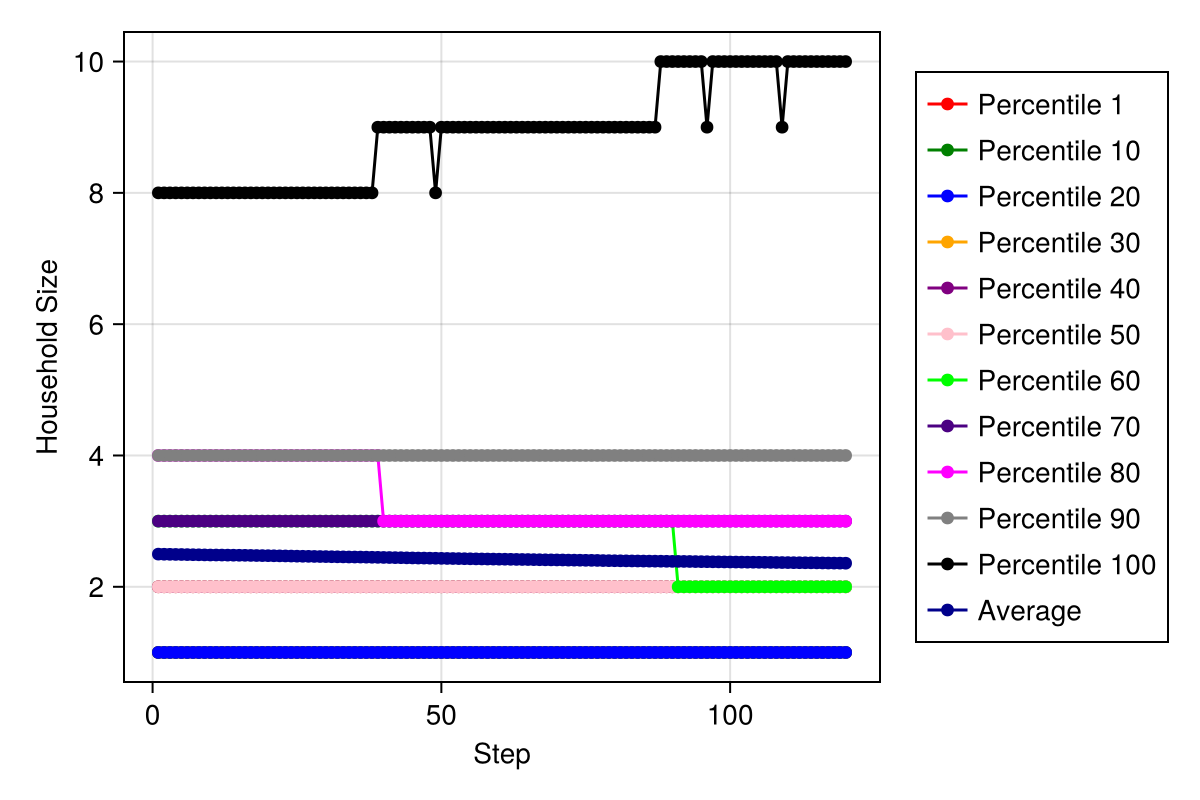 10
8
6
4
2
Household Size
0
50
100
Step
Percentile 1
Percentile 10
Percentile 20
Percentile 30
Percentile 40
Percentile 50
Percentile 60
Percentile 70
Percentile 80
Percentile 90
Percentile 100
Average